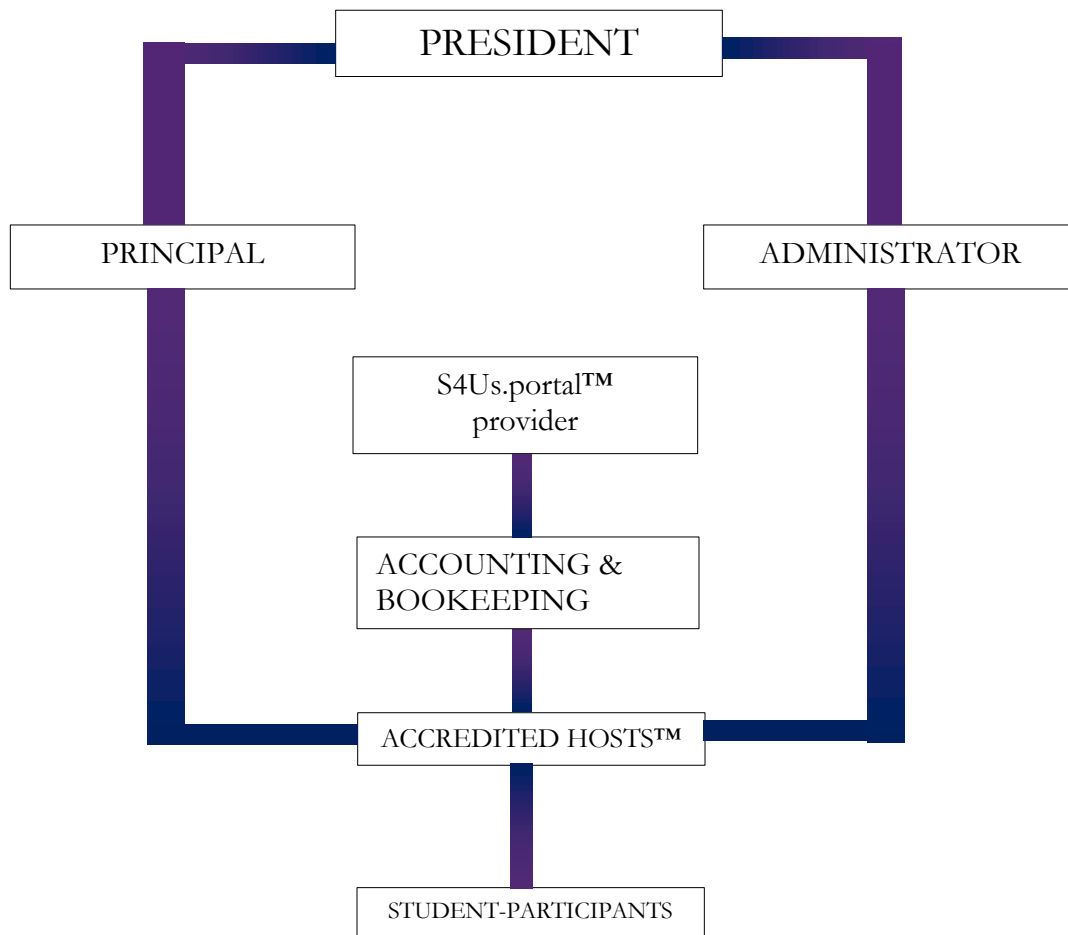 PRESIDENT
PRINCIPAL
ADMINISTRATOR
S4Us.portal™
provider
ACCOUNTING &
BOOKEEPING
ACCREDITED HOSTS™
STUDENT-PARTICIPANTS